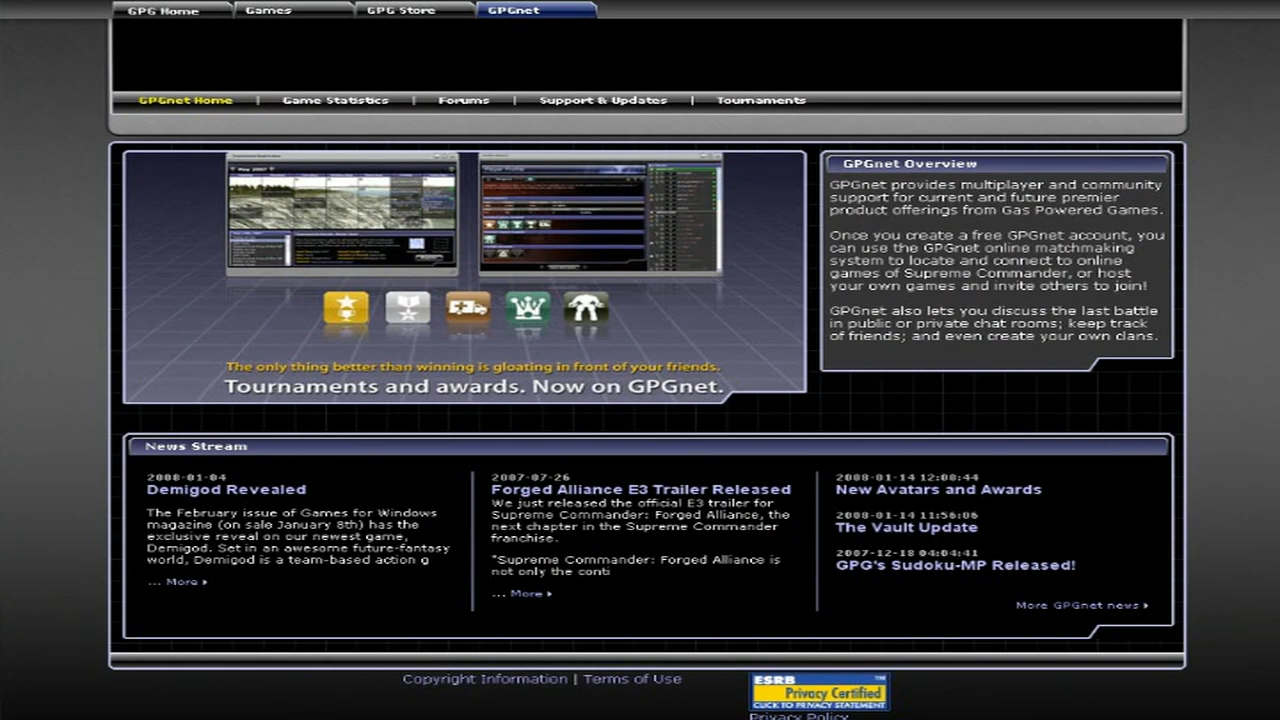 GPG Home
Games
GPG Store
GPGnet
GPGnet Home | Game Statistics | Forums | Support & Updates | Tournaments
May 2007
Player Profile
The only thing better than winning is gloating in front of your friends.
Tournaments and awards. Now on GPGnet.
GPGnet Overview
GPGnet provides multiplayer and community
support for current and future premier
product offerings from Gas Powered Games.
Once you create a free GPGnet account, you
can use the GPGnet online matchmaking
system to locate and connect to online
games of Supreme Commander, or host
your own games and invite others to join!
GPGnet also lets you discuss the last battle
in public or private chat rooms; keep track
of friends; and even create your own clans.
News Stream
2008-01-04
Demigod Revealed
The February issue of Games for Windows
magazine (on sale January 8th) has the
exclusive reveal on our newest game,
Demigod. Set in an awesome future-fantasy
world, Demigod is a team-based action g
... More
2007-07-26
Forged Alliance E3 Trailer Released
We just released the official E3 trailer for
Supreme Commander: Forged Alliance, the
next chapter in the Supreme Commander
franchise.
"Supreme Commander: Forged Alliance is
not only the conti
... More
2008-01-14 12:08:44
New Avatars and Awards
2008-01-14 11:56:06
The Vault Update
2007-12-18 04:04:41
GPG's Sudoku-MP Released!
More GPGnet news
Copyright Information | Terms of Use
ESRB
Privacy Certified
CLICK TO PRIVACY STATEMENT
Privacy Policy